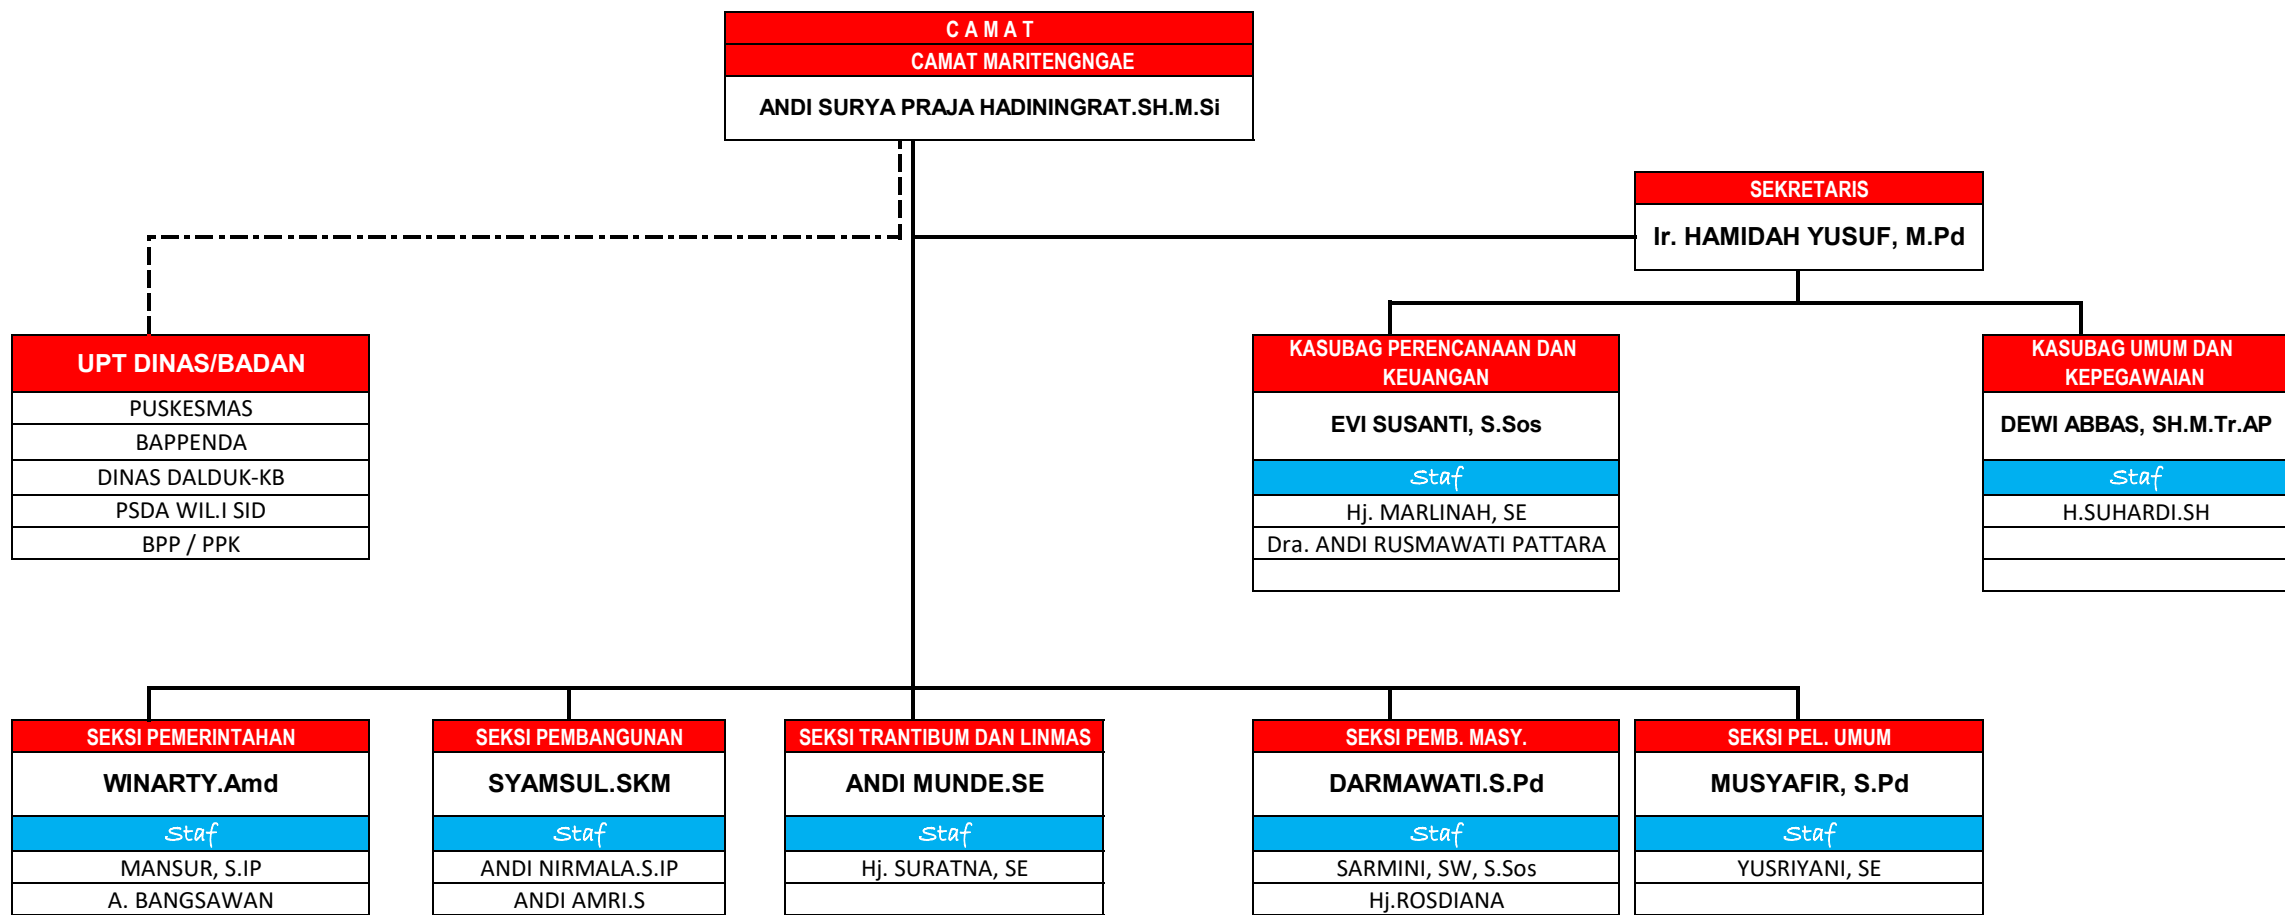 C A M A T
CAMAT MARITENGNGAE
ANDI SURYA PRAJA HADININGRAT.SH.M.Si
SEKRETARIS
Ir. HAMIDAH YUSUF, M.Pd
UPT DINAS/BADAN
PUSKESMAS
BAPPENDA
DINAS DALDUK-KB
PSDA WIL.I SID
BPP / PPK
KASUBAG PERENCANAAN DAN
KEUANGAN
EVI SUSANTI, S.Sos
Staf
Hj. MARLINAH, SE
Dra. ANDI RUSMAWATI PATTARA
KASUBAG UMUM DAN
KEPEGAWAIAN
DEWI ABBAS, SH.M.Tr.AP
Staf
H.SUHARDI.SH
SEKSI PEMERINTAHAN
WINARTY.Amd
Staf
MANSUR, S.IP
A. BANGSAWAN
SEKSI PEMBANGUNAN
SYAMSUL.SKM
Staf
ANDI NIRMALA.S.IP
ANDI AMRI.S
SEKSI TRANTIBUM DAN LINMAS
ANDI MUNDE.SE
Staf
Hj. SURATNA, SE
SEKSI PEMB. MASY.
DARMAWATI.S.Pd
Staf
SARMINI, SW, S.Sos
Hj.ROSDIANA
SEKSI PEL. UMUM
MUSYAFIR, S.Pd
Staf
YUSRIYANI, SE